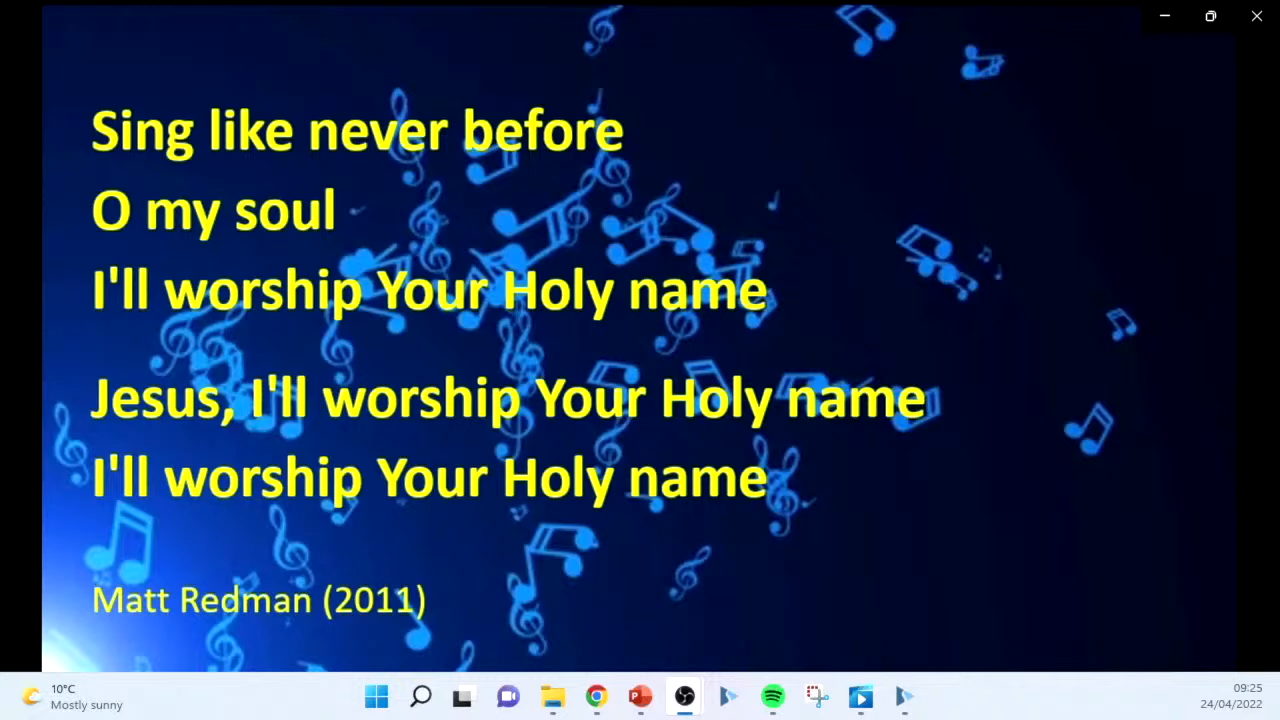 Sing like never before
O my soul
I'll worship Your Holy name
Jesus, I'll worship Your Holy name
I'll worship Your Holy name
Matt Redman (2011)
10°C
Mostly sunny
P
09:25
24/04/2022